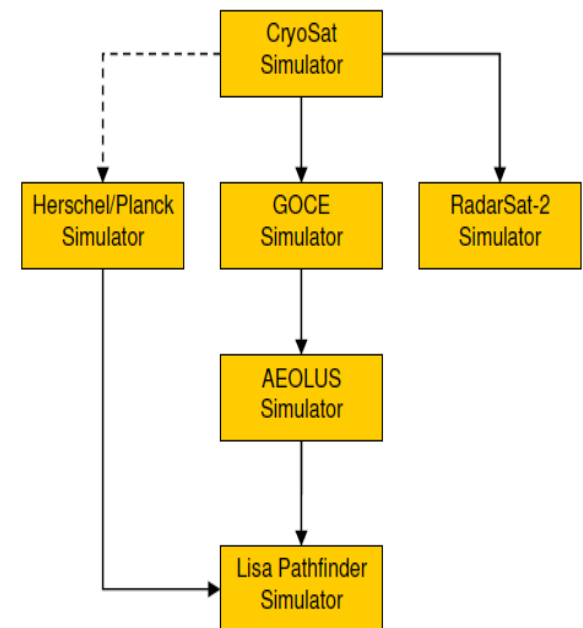 CryoSat
Simulator
Herschel/Planck
Simulator
GOCE
Simulator
RadarSat-2
Simulator
AEOLUS
Simulator
Lisa Pathfinder
Simulator